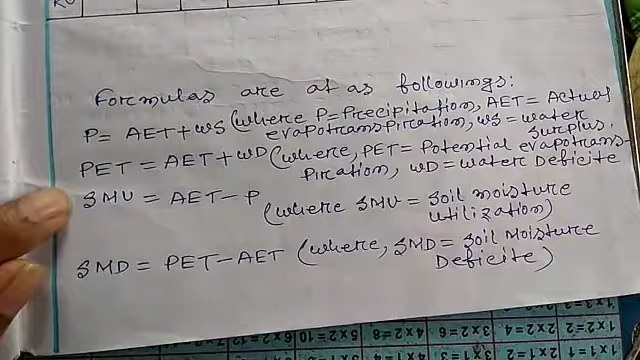 Formulas are at as followings:
P = AET + WS (where P = Precipitation, AET = Actual
evapotranspiration, WS = water
surplus,
PET = AET + WD (where, PET = Potential evapotrans-
piration, WD = water Deficite
SMU = AET - P (where SMU = soil moisture
utilization)
SMD = PET - AET (where, SMD = soil Moisture
Deficite)